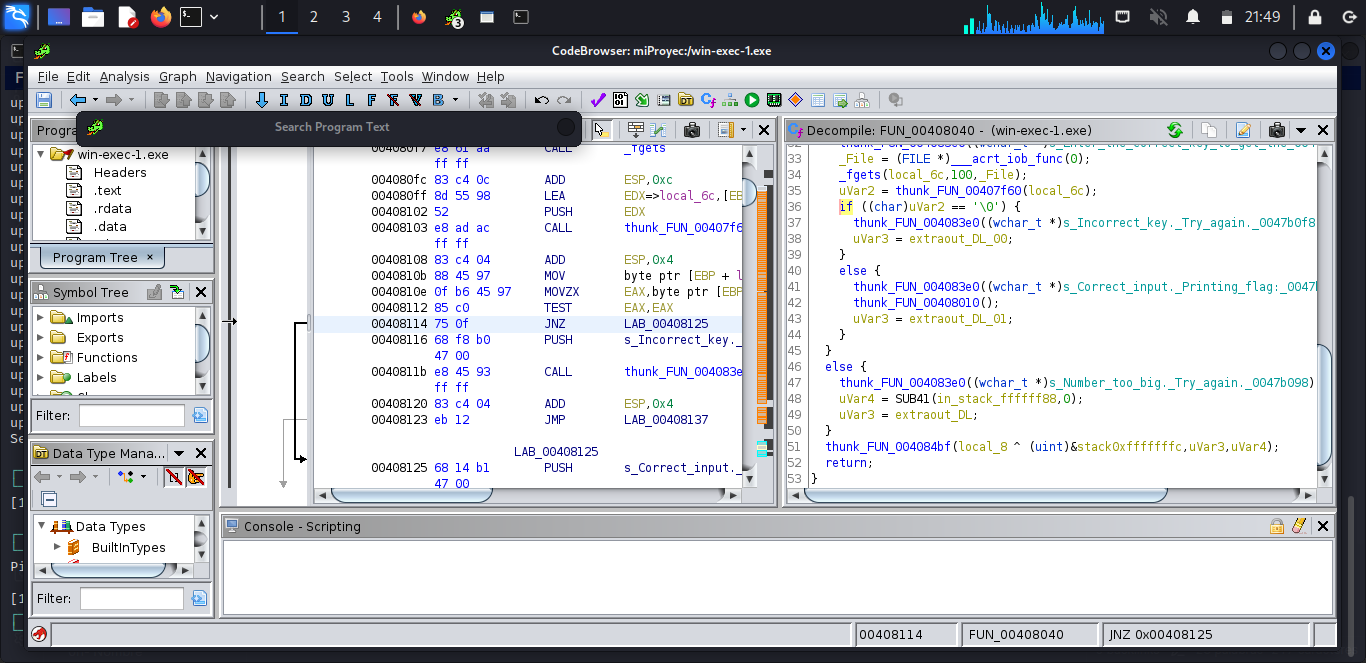 1 2 3 4
21:49
CodeBrowser: miProyec:/win-exec-1.exe
File Edit Analysis Graph Navigation Search Select Tools Window Help
I D U L F B
Search Program Text
Progr
win-exec-1.exe
Headers
.text
.rdata
.data
Program Tree ×
Symbol Tree
Imports
Exports
Functions
Labels
Filter:
Data Type Mana...
Data Types
BuiltInTypes
Filter:
004080f7 e8 61 aa CALL _fgets
ff ff
004080fc 83 c4 0c ADD ESP,0xc
004080ff 8d 55 98 LEA EDX=>local_6c,[EB
00408102 52 PUSH EDX
00408103 e8 ad ac CALL thunk_FUN_00407f6
ff ff
00408108 83 c4 04 ADD ESP,0x4
0040810b 88 45 97 MOV byte ptr [EBP + l
0040810e 0f b6 45 97 MOVZX EAX,byte ptr [EBP
00408112 85 c0 TEST EAX,EAX
00408114 75 0f JNZ LAB_00408125
00408116 68 f8 b0 PUSH s_Incorrect_key._
47 00
0040811b e8 45 93 CALL thunk_FUN_004083e
ff ff
00408120 83 c4 04 ADD ESP,0x4
00408123 eb 12 JMP LAB_00408137
LAB_00408125
00408125 68 14 b1 PUSH s_Correct_input._
47 00
Decompile: FUN_00408040 - (win-exec-1.exe)
33 _File = (FILE *)___acrt_iob_func(0);
34 _fgets(local_6c,100,_File);
35 uVar2 = thunk_FUN_00407f60(local_6c);
36 if ((char)uVar2 == '\0') {
37 thunk_FUN_004083e0((wchar_t *)s_Incorrect_key._Try_again._0047b0f8
38 uVar3 = extraout_DL_00;
39 }
40 else {
41 thunk_FUN_004083e0((wchar_t *)s_Correct_input._Printing_flag:_0047
42 thunk_FUN_00408010();
43 uVar3 = extraout_DL_01;
44 }
45 }
46 else {
47 thunk_FUN_004083e0((wchar_t *)s_Number_too_big._Try_again._0047b098)
48 uVar4 = SUB41(in_stack_ffffff88,0);
49 uVar3 = extraout_DL;
50 }
51 thunk_FUN_004084bf(local_8 ^ (uint)&stack0xfffffffc,uVar3,uVar4);
52 return;
53 }
Console - Scripting
00408114
FUN_00408040
JNZ 0x00408125